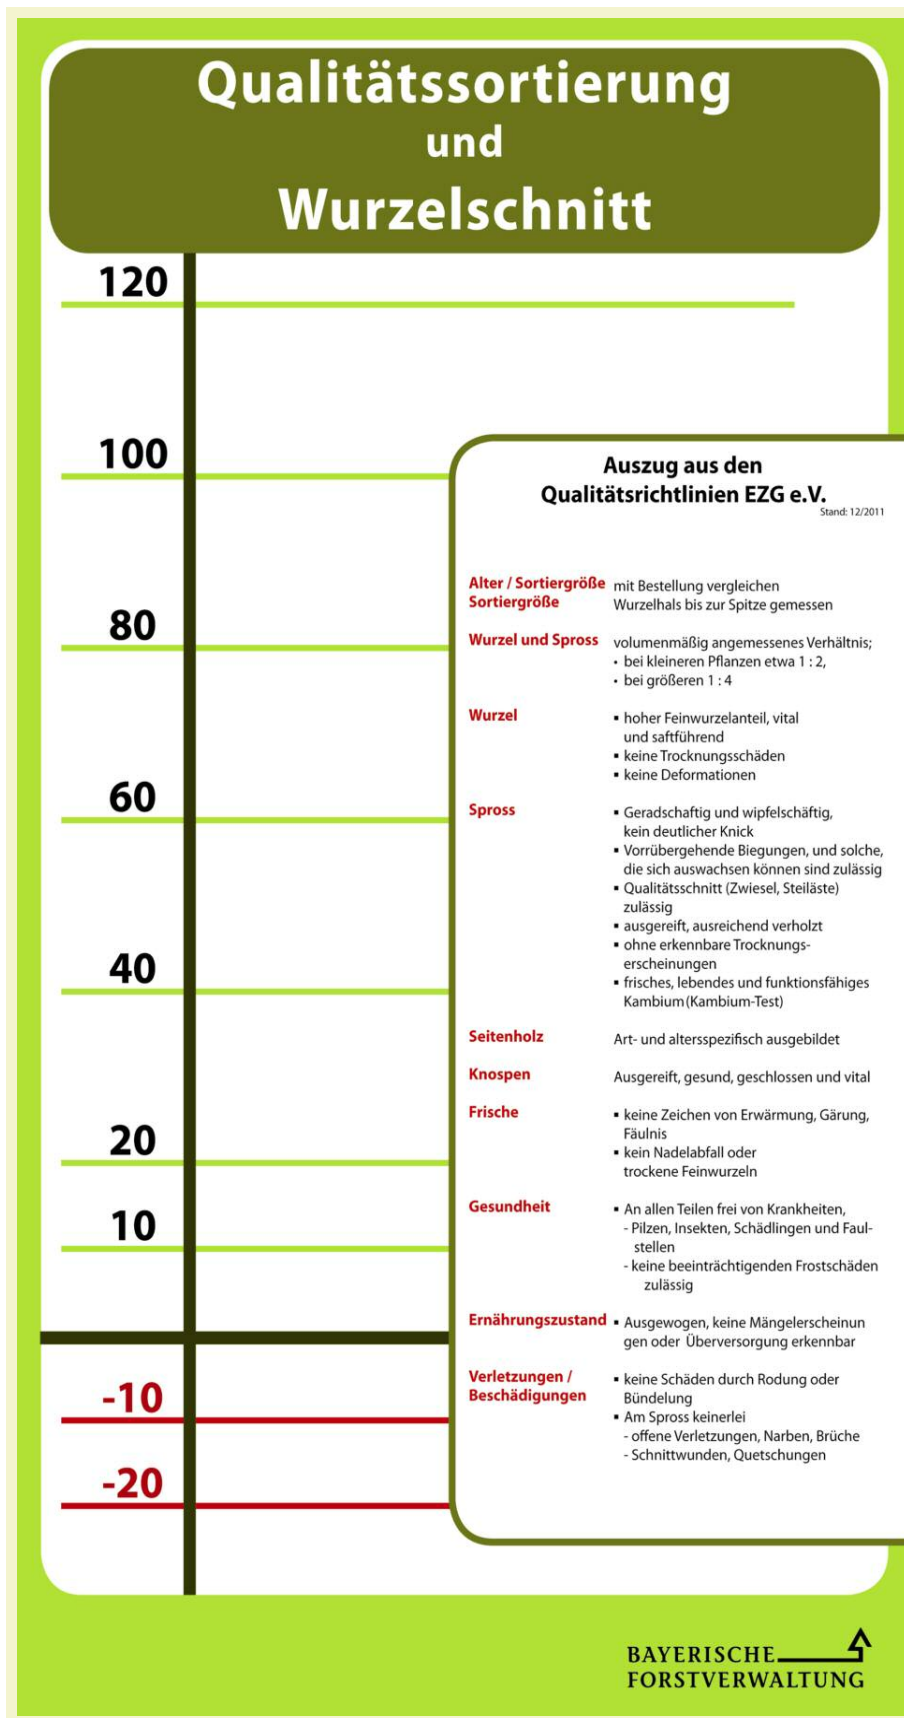 Qualitätssortierung
und
Wurzelschnitt
120
100
80
60
40
20
10
-10
-20
Auszug aus den
Qualitätsrichtlinien EZG e.V.
Stand: 12/2011
Alter / Sortiergröße mit Bestellung vergleichen
Sortiergröße Wurzelhals bis zur Spitze gemessen
Wurzel und Spross volumenmäßig angemessenes Verhältnis;
• bei kleineren Pflanzen etwa 1 : 2,
• bei größeren 1 : 4
Wurzel ▪ hoher Feinwurzelanteil, vital
und saftführend
▪ keine Trocknungsschäden
▪ keine Deformationen
Spross ▪ Geradschaftig und wipfelschäftig,
kein deutlicher Knick
▪ Vorrübergehende Biegungen, und solche,
die sich auswachsen können sind zulässig
▪ Qualitätsschnitt (Zwiesel, Steiläste)
zulässig
▪ ausgereift, ausreichend verholzt
▪ ohne erkennbare Trocknungs-
erscheinungen
▪ frisches, lebendes und funktionsfähiges
Kambium (Kambium-Test)
Seitenholz Art- und altersspezifisch ausgebildet
Knospen Ausgereift, gesund, geschlossen und vital
Frische ▪ keine Zeichen von Erwärmung, Gärung,
Fäulnis
▪ kein Nadelabfall oder
trockene Feinwurzeln
Gesundheit ▪ An allen Teilen frei von Krankheiten,
- Pilzen, Insekten, Schädlingen und Faul-
stellen
- keine beeinträchtigenden Frostschäden
zulässig
Ernährungszustand ▪ Ausgewogen, keine Mängelerscheinun
gen oder Überversorgung erkennbar
Verletzungen / ▪ keine Schäden durch Rodung oder
Beschädigungen Bündelung
▪ Am Spross keinerlei
- offene Verletzungen, Narben, Brüche
- Schnittwunden, Quetschungen
BAYERISCHE
FORSTVERWALTUNG